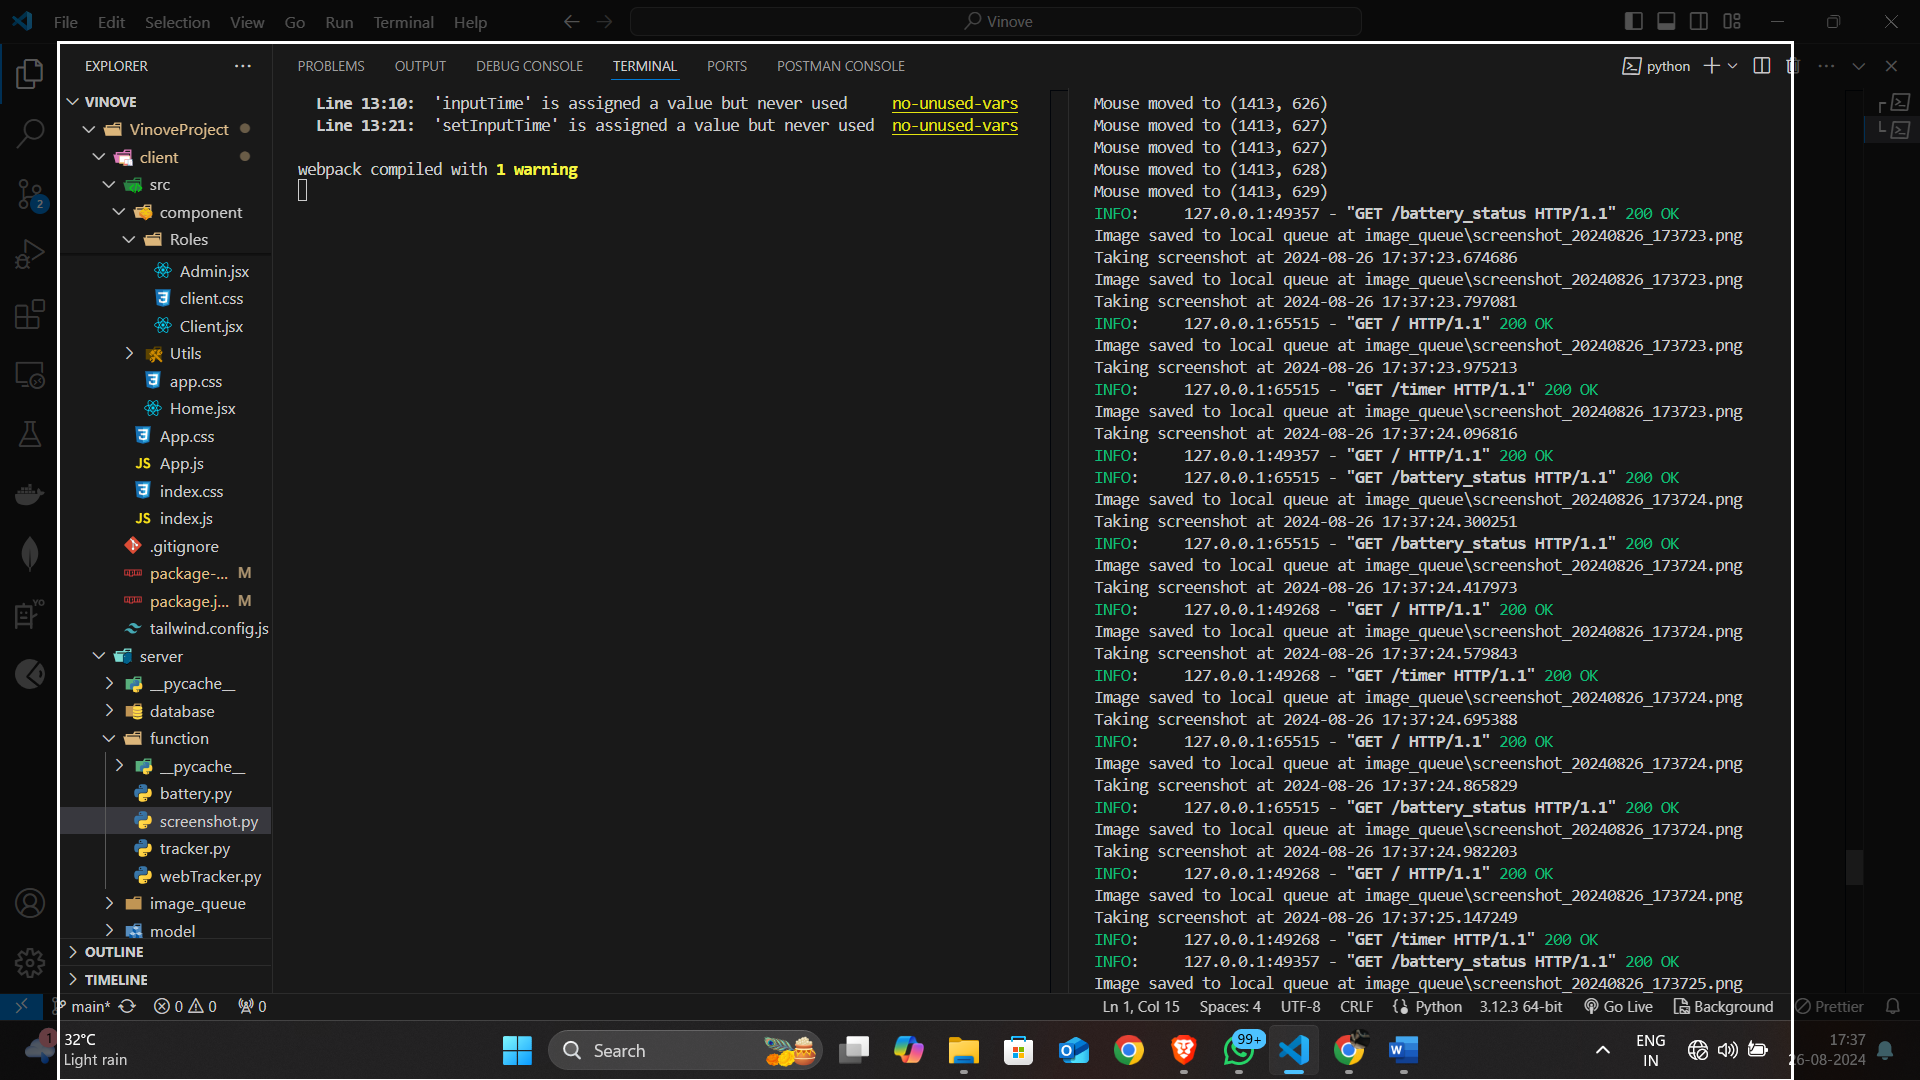 File Edit Selection View Go Run Terminal Help
Vinove
EXPLORER
PROBLEMS OUTPUT DEBUG CONSOLE TERMINAL PORTS POSTMAN CONSOLE
python
VINOVE
VinoveProject
client
src
component
Roles
Admin.jsx
client.css
Client.jsx
Utils
app.css
Home.jsx
App.css
JS App.js
index.css
JS index.js
.gitignore
package-... M
package.j... M
tailwind.config.js
server
__pycache__
database
function
__pycache__
battery.py
screenshot.py
tracker.py
webTracker.py
image_queue
model
OUTLINE
TIMELINE
2
YO
Line 13:10: 'inputTime' is assigned a value but never used no-unused-vars
Line 13:21: 'setInputTime' is assigned a value but never used no-unused-vars
webpack compiled with 1 warning
Mouse moved to (1413, 626)
Mouse moved to (1413, 627)
Mouse moved to (1413, 627)
Mouse moved to (1413, 628)
Mouse moved to (1413, 629)
INFO: 127.0.0.1:49357 - "GET /battery_status HTTP/1.1" 200 OK
Image saved to local queue at image_queue\screenshot_20240826_173723.png
Taking screenshot at 2024-08-26 17:37:23.674686
Image saved to local queue at image_queue\screenshot_20240826_173723.png
Taking screenshot at 2024-08-26 17:37:23.797081
INFO: 127.0.0.1:65515 - "GET / HTTP/1.1" 200 OK
Image saved to local queue at image_queue\screenshot_20240826_173723.png
Taking screenshot at 2024-08-26 17:37:23.975213
INFO: 127.0.0.1:65515 - "GET /timer HTTP/1.1" 200 OK
Image saved to local queue at image_queue\screenshot_20240826_173723.png
Taking screenshot at 2024-08-26 17:37:24.096816
INFO: 127.0.0.1:49357 - "GET / HTTP/1.1" 200 OK
INFO: 127.0.0.1:65515 - "GET /battery_status HTTP/1.1" 200 OK
Image saved to local queue at image_queue\screenshot_20240826_173724.png
Taking screenshot at 2024-08-26 17:37:24.300251
INFO: 127.0.0.1:65515 - "GET /battery_status HTTP/1.1" 200 OK
Image saved to local queue at image_queue\screenshot_20240826_173724.png
Taking screenshot at 2024-08-26 17:37:24.417973
INFO: 127.0.0.1:49268 - "GET / HTTP/1.1" 200 OK
Image saved to local queue at image_queue\screenshot_20240826_173724.png
Taking screenshot at 2024-08-26 17:37:24.579843
INFO: 127.0.0.1:49268 - "GET /timer HTTP/1.1" 200 OK
Image saved to local queue at image_queue\screenshot_20240826_173724.png
Taking screenshot at 2024-08-26 17:37:24.695388
INFO: 127.0.0.1:65515 - "GET / HTTP/1.1" 200 OK
Image saved to local queue at image_queue\screenshot_20240826_173724.png
Taking screenshot at 2024-08-26 17:37:24.865829
INFO: 127.0.0.1:65515 - "GET /battery_status HTTP/1.1" 200 OK
Image saved to local queue at image_queue\screenshot_20240826_173724.png
Taking screenshot at 2024-08-26 17:37:24.982203
INFO: 127.0.0.1:49268 - "GET / HTTP/1.1" 200 OK
Image saved to local queue at image_queue\screenshot_20240826_173724.png
Taking screenshot at 2024-08-26 17:37:25.147249
INFO: 127.0.0.1:49268 - "GET /timer HTTP/1.1" 200 OK
INFO: 127.0.0.1:49357 - "GET /battery_status HTTP/1.1" 200 OK
Image saved to local queue at image_queue\screenshot_20240826_173725.png
main* 0 0 0 Ln 1, Col 15 Spaces: 4 UTF-8 CRLF Python 3.12.3 64-bit Go Live Background Prettier
1
32°C
Light rain
Search
99+
ENG
IN
17:37
26-08-2024